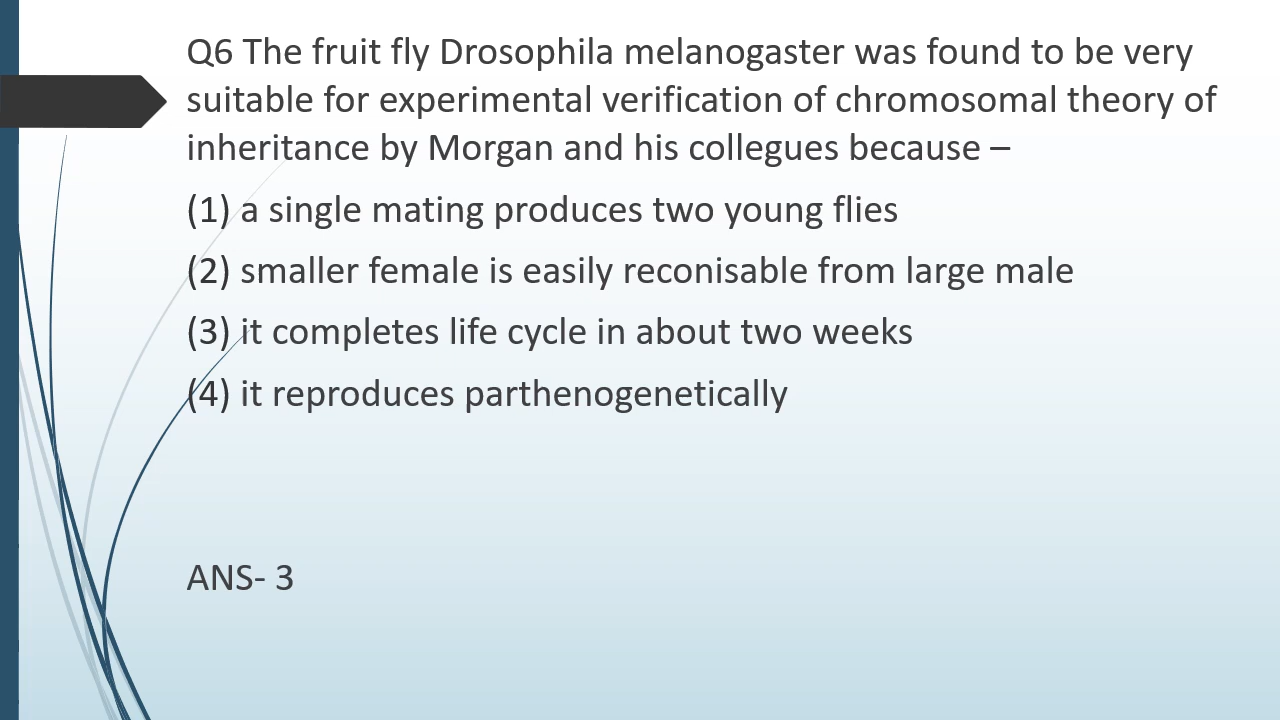 Q6 The fruit fly Drosophila melanogaster was found to be very
suitable for experimental verification of chromosomal theory of
inheritance by Morgan and his collegues because –
(1) a single mating produces two young flies
(2) smaller female is easily reconisable from large male
(3) it completes life cycle in about two weeks
(4) it reproduces parthenogenetically
ANS- 3